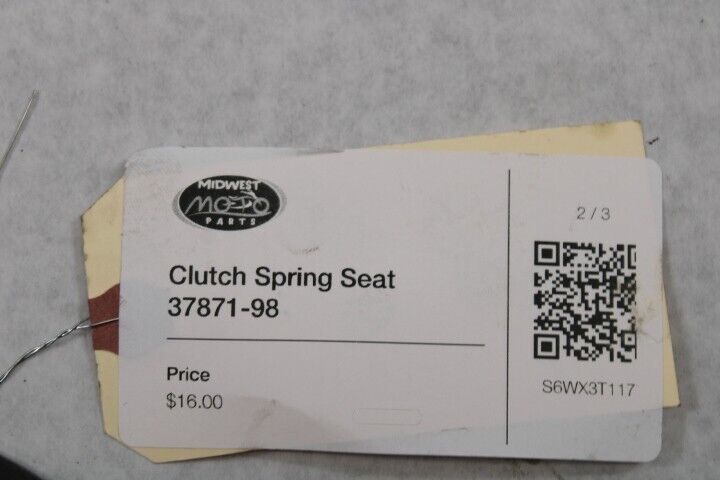 MIDWEST
MOTO
PARTS
Clutch Spring Seat
37871-98
Price
$16.00
2 / 3
S6WX3T117